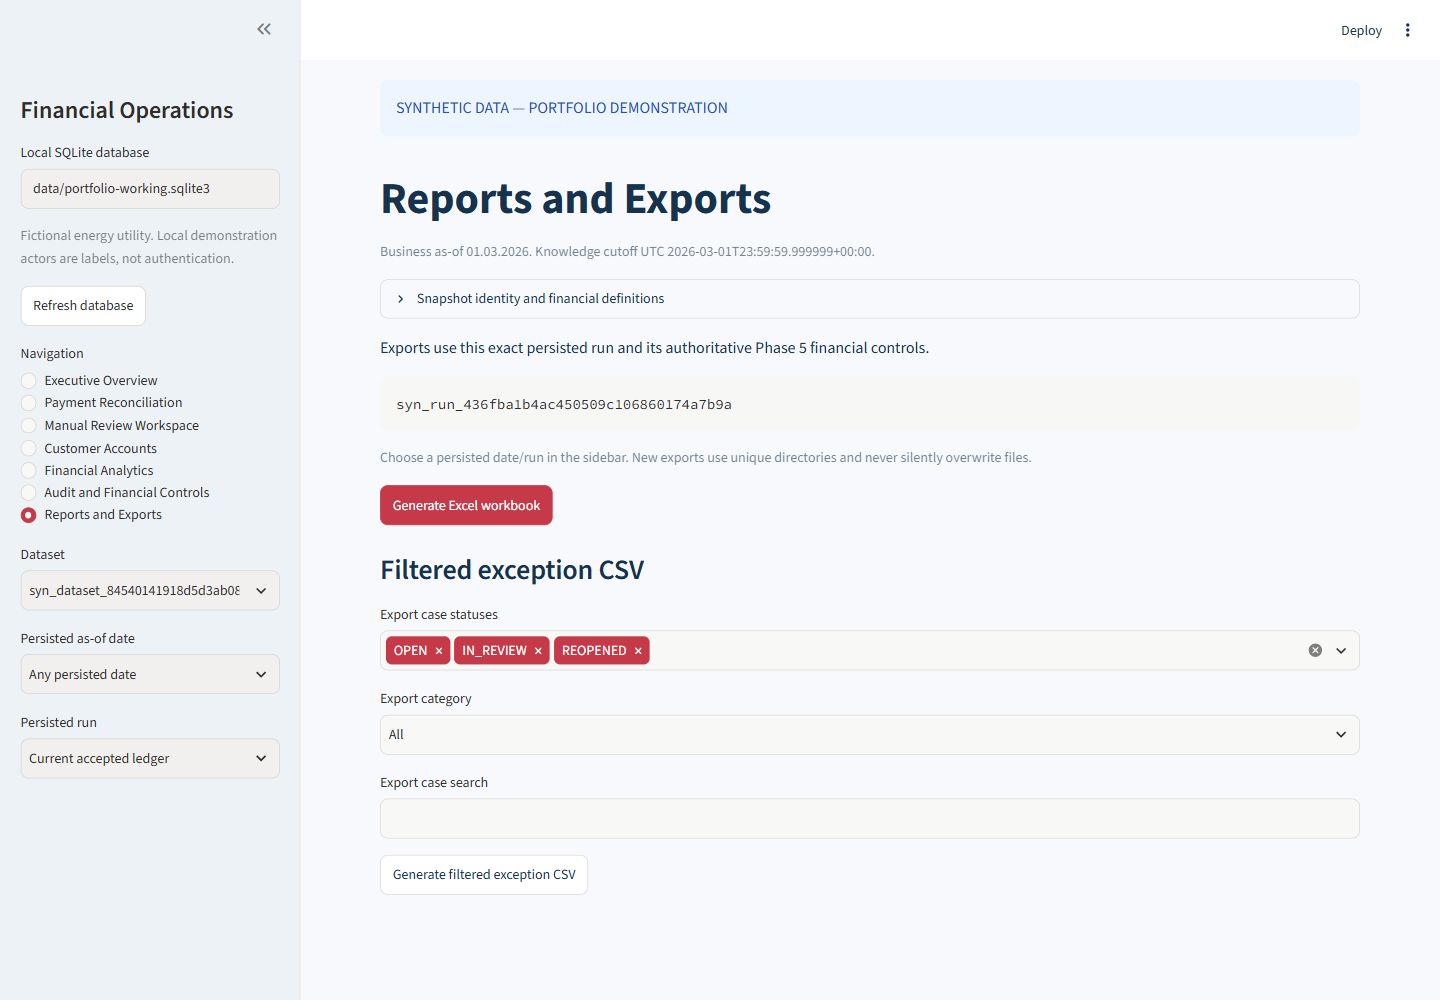 Financial Operations
Local SQLite database
data/portfolio-working.sqlite3
Fictional energy utility. Local demonstration
actors are labels, not authentication.
Refresh database
Navigation
Executive Overview
Payment Reconciliation
Manual Review Workspace
Customer Accounts
Financial Analytics
Audit and Financial Controls
Reports and Exports
Dataset
syn_dataset_84540141918d5d3ab08
Persisted as-of date
Any persisted date
Persisted run
Current accepted ledger
Deploy
SYNTHETIC DATA — PORTFOLIO DEMONSTRATION
Reports and Exports
Business as-of 01.03.2026. Knowledge cutoff UTC 2026-03-01T23:59:59.999999+00:00.
Snapshot identity and financial definitions
Exports use this exact persisted run and its authoritative Phase 5 financial controls.
syn_run_436fba1b4ac450509c106860174a7b9a
Choose a persisted date/run in the sidebar. New exports use unique directories and never silently overwrite files.
Generate Excel workbook
Filtered exception CSV
Export case statuses
OPEN × IN_REVIEW × REOPENED ×
Export category
All
Export case search
Generate filtered exception CSV